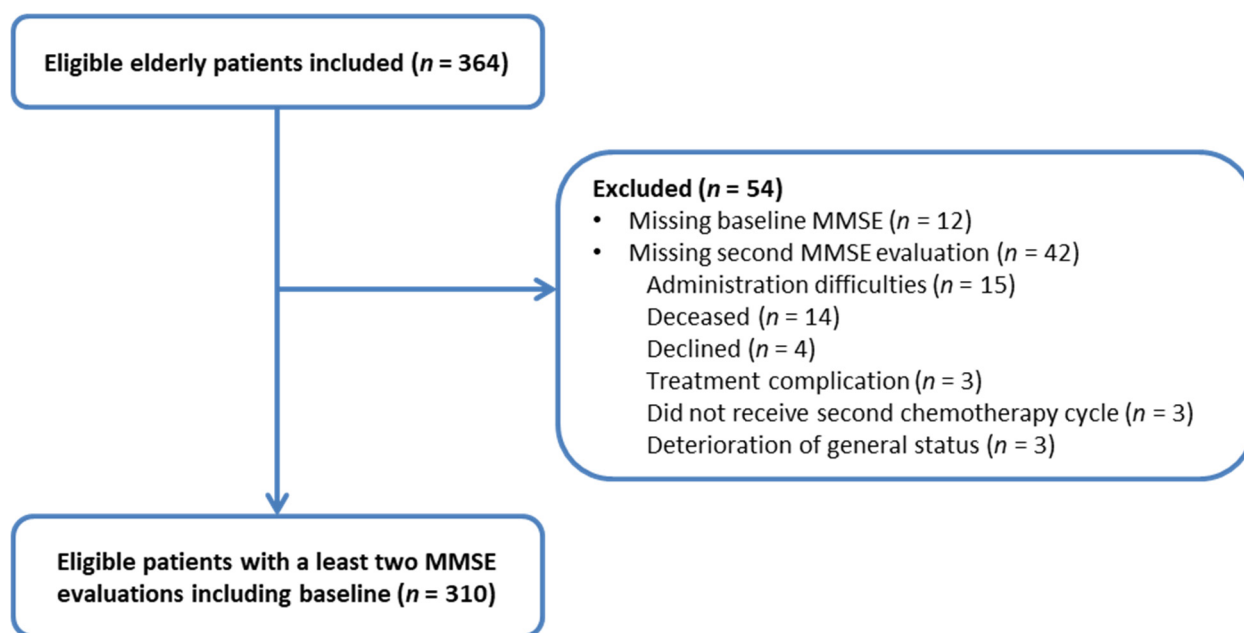 Eligible elderly patients included (n = 364)
Excluded (n = 54)
• Missing baseline MMSE (n = 12)
• Missing second MMSE evaluation (n = 42)
Administration difficulties (n = 15)
Deceased (n = 14)
Declined (n = 4)
Treatment complication (n = 3)
Did not receive second chemotherapy cycle (n = 3)
Deterioration of general status (n = 3)
Eligible patients with a least two MMSE
evaluations including baseline (n = 310)